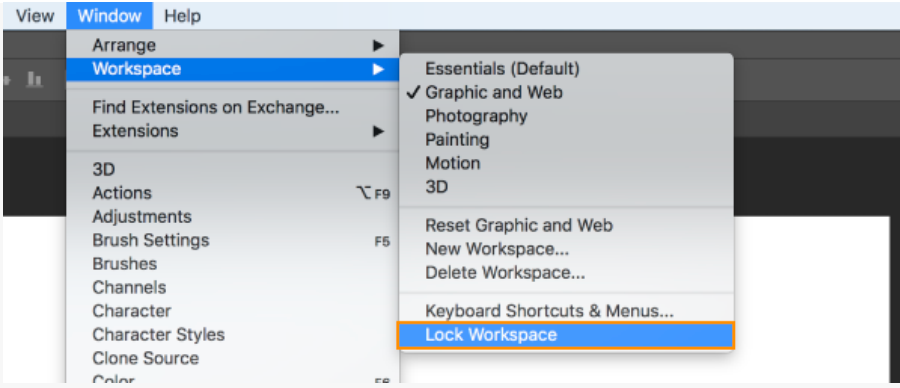 View Window Help
Arrange
Workspace
Find Extensions on Exchange...
Extensions
3D
Actions ⌥F9
Adjustments
Brush Settings F5
Brushes
Channels
Character
Character Styles
Clone Source
Color F6
Essentials (Default)
✓ Graphic and Web
Photography
Painting
Motion
3D
Reset Graphic and Web
New Workspace...
Delete Workspace...
Keyboard Shortcuts & Menus...
Lock Workspace